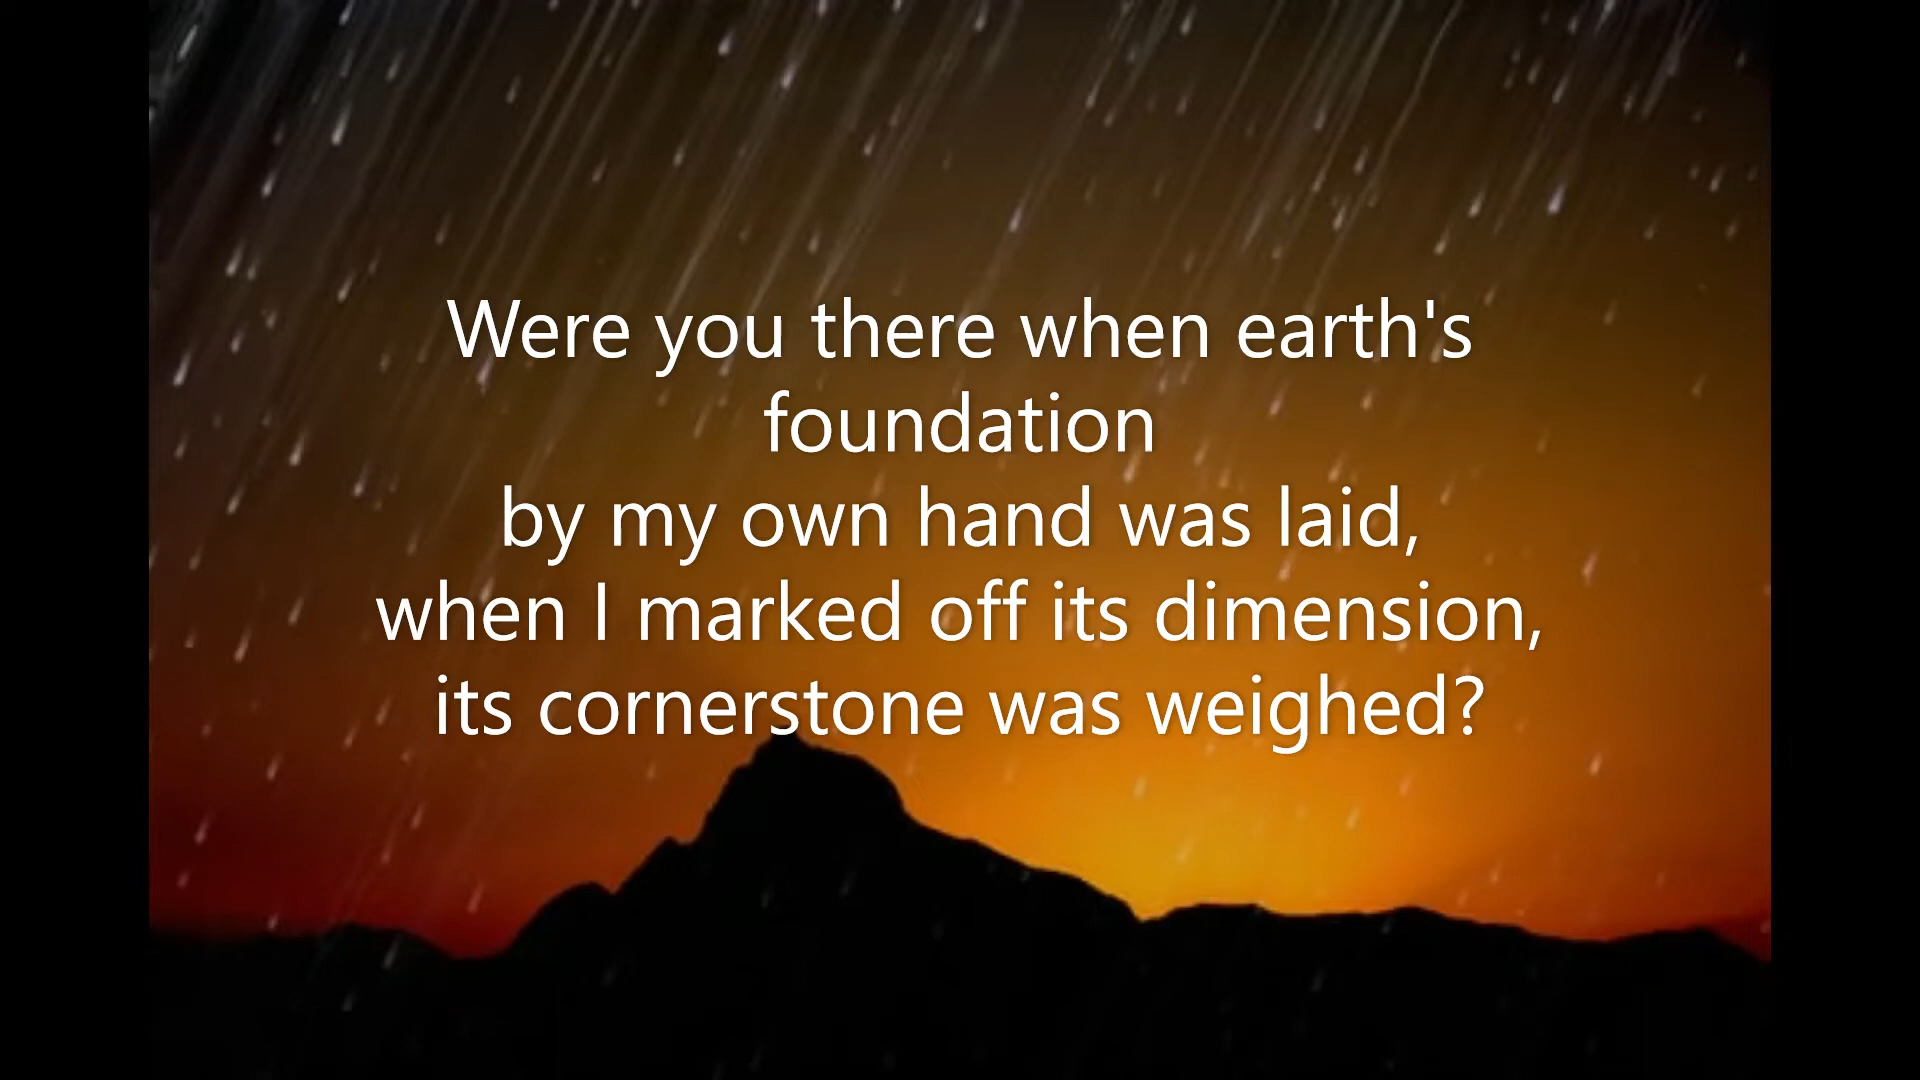 Were you there when earth's
foundation
by my own hand was laid,
when I marked off its dimension,
its cornerstone was weighed?